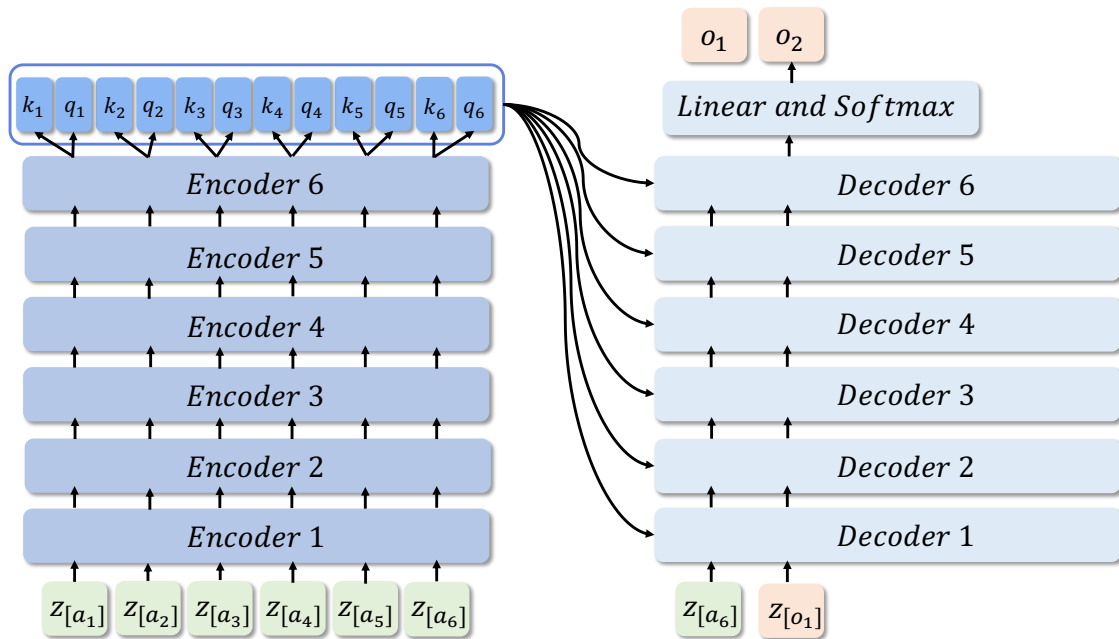 o₁ o₂
k₁ q₁ k₂ q₂ k₃ q₃ k₄ q₄ k₅ q₅ k₆ q₆
Linear and Softmax
Encoder 6
Decoder 6
Encoder 5
Decoder 5
Encoder 4
Decoder 4
Encoder 3
Decoder 3
Encoder 2
Decoder 2
Encoder 1
Decoder 1
z[a₁] z[a₂] z[a₃] z[a₄] z[a₅] z[a₆]
z[a₆] z[o₁]